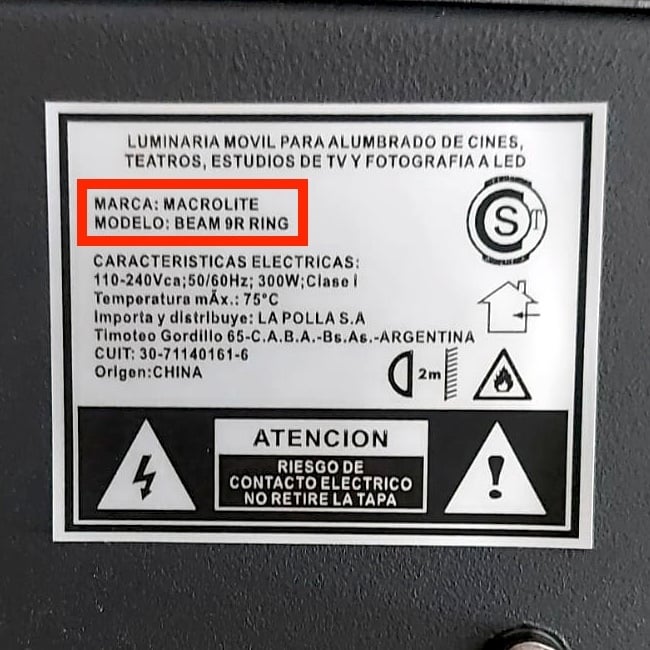 LUMINARIA MOVIL PARA ALUMBRADO DE CINES,
TEATROS, ESTUDIOS DE TV Y FOTOGRAFIA A LED
MARCA: MACROLITE
MODELO: BEAM 9R RING
S T
CARACTERISTICAS ELECTRICAS:
110-240Vca;50/60Hz; 300W;Clase I
Temperatura mÃx.: 75°C
Importa y distribuye: LA POLLA S.A
Timoteo Gordillo 65-C.A.B.A.-Bs.As.-ARGENTINA
CUIT: 30-71140161-6
Origen:CHINA
2m
ATENCION
RIESGO DE
CONTACTO ELECTRICO
NO RETIRE LA TAPA